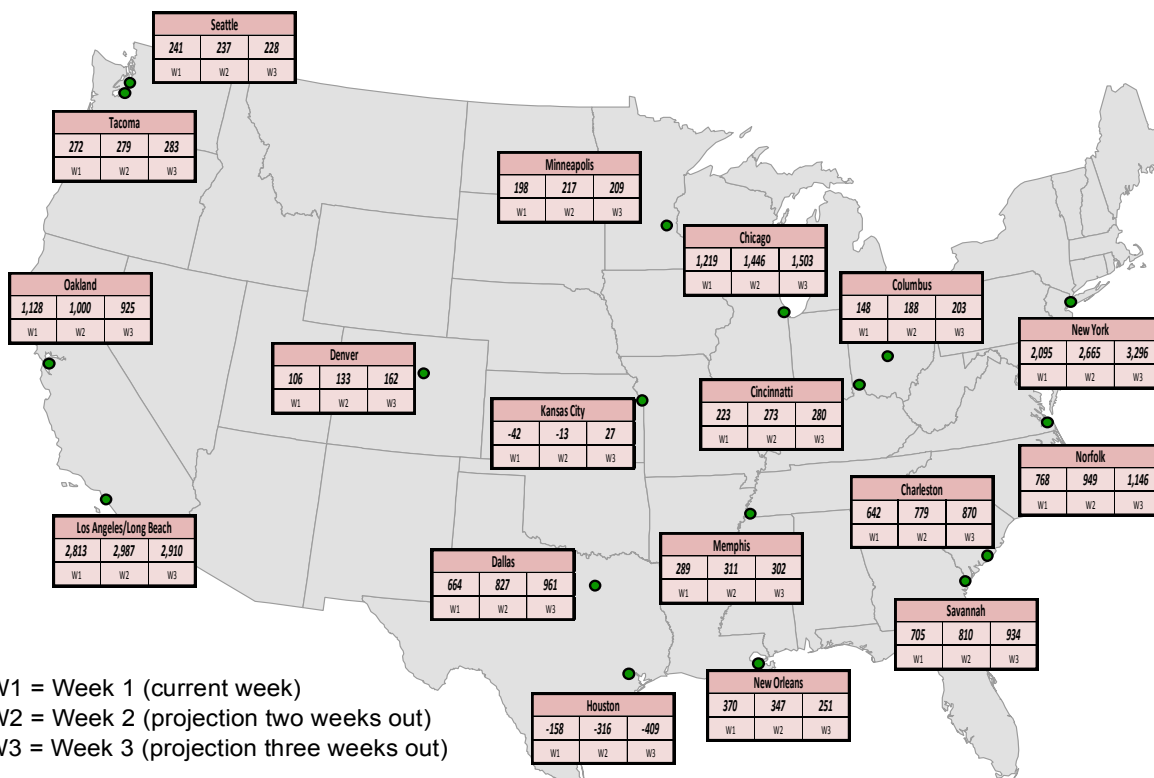 Seattle
241 237 228
W1 W2 W3
Tacoma
272 279 283
W1 W2 W3
Minneapolis
198 217 209
W1 W2 W3
Chicago
1,219 1,446 1,503
W1 W2 W3
Oakland
1,128 1,000 925
W1 W2 W3
Columbus
148 188 203
W1 W2 W3
New York
2,095 2,665 3,296
W1 W2 W3
Denver
106 133 162
W1 W2 W3
Cincinnatti
223 273 280
W1 W2 W3
Kansas City
-42 -13 27
W1 W2 W3
Norfolk
768 949 1,146
W1 W2 W3
Charleston
642 779 870
W1 W2 W3
Los Angeles/Long Beach
2,813 2,987 2,910
W1 W2 W3
Memphis
289 311 302
W1 W2 W3
Dallas
664 827 961
W1 W2 W3
Savannah
705 810 934
W1 W2 W3
New Orleans
370 347 251
W1 W2 W3
Houston
-158 -316 -409
W1 W2 W3
W1 = Week 1 (current week)
W2 = Week 2 (projection two weeks out)
W3 = Week 3 (projection three weeks out)